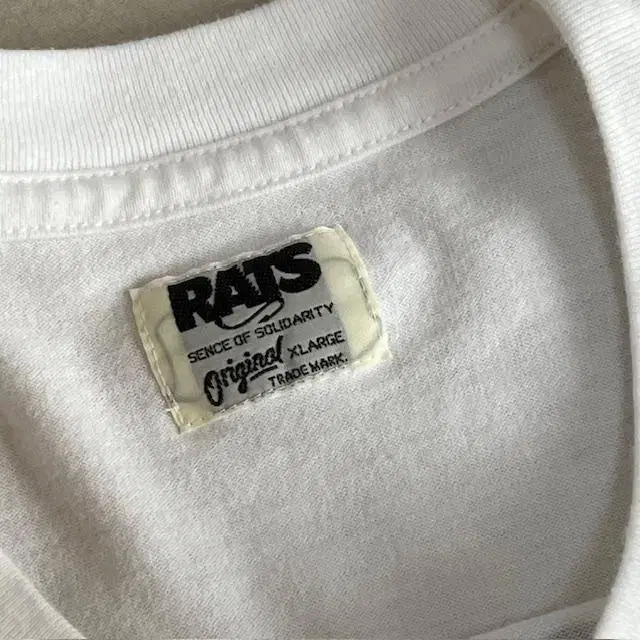 RATS
SENCE OF SOLIDARITY
Original XLARGE
TRADE MARK.